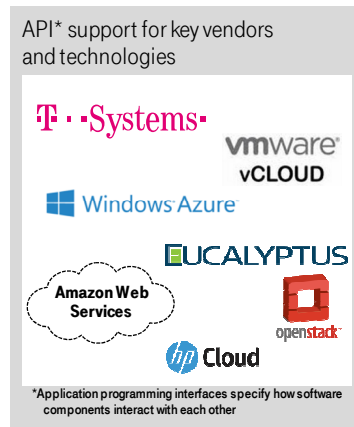 API* support for key vendors
and technologies
T··Systems·
vmware®
vCLOUD
Windows Azure
EUCALYPTUS
Amazon Web
Services
openstack™
hp Cloud
*Application programming interfaces specify how software
components interact with each other